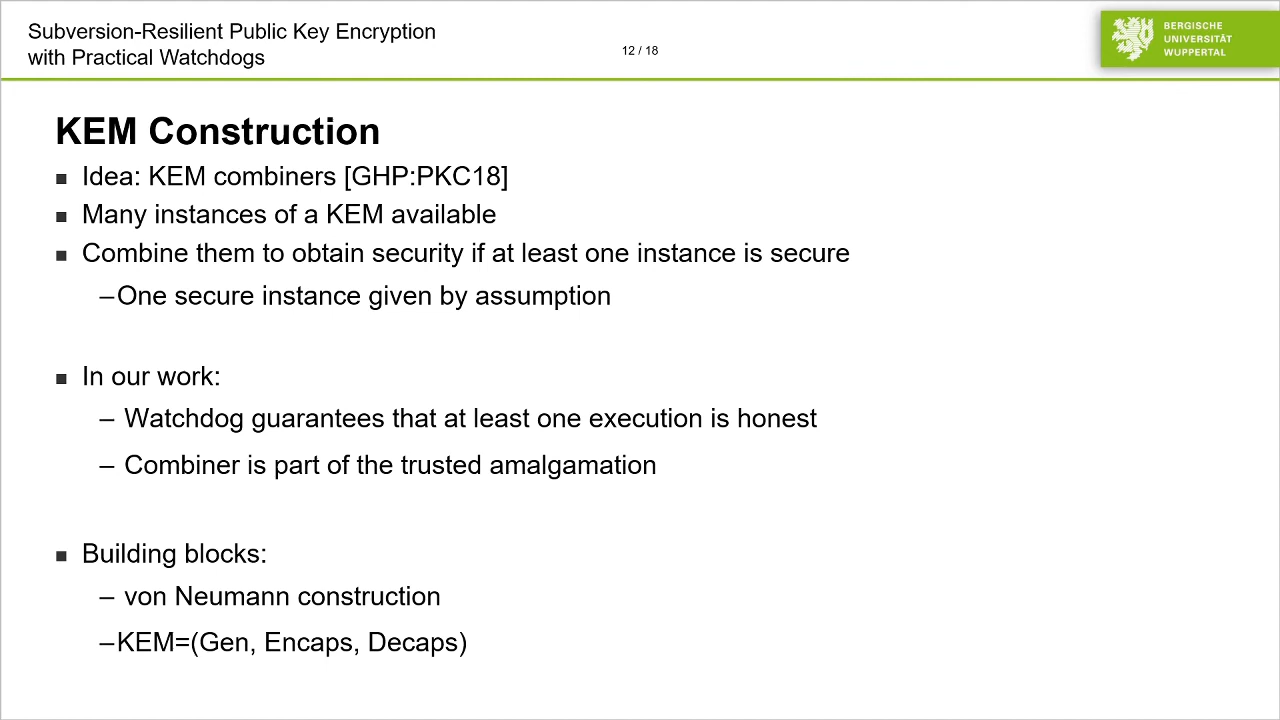 Subversion-Resilient Public Key Encryption
with Practical Watchdogs
12 / 18
BERGISCHE
UNIVERSITÄT
WUPPERTAL
KEM Construction
▪ Idea: KEM combiners [GHP:PKC18]
▪ Many instances of a KEM available
▪ Combine them to obtain security if at least one instance is secure
–One secure instance given by assumption
▪ In our work:
– Watchdog guarantees that at least one execution is honest
– Combiner is part of the trusted amalgamation
▪ Building blocks:
– von Neumann construction
–KEM=(Gen, Encaps, Decaps)